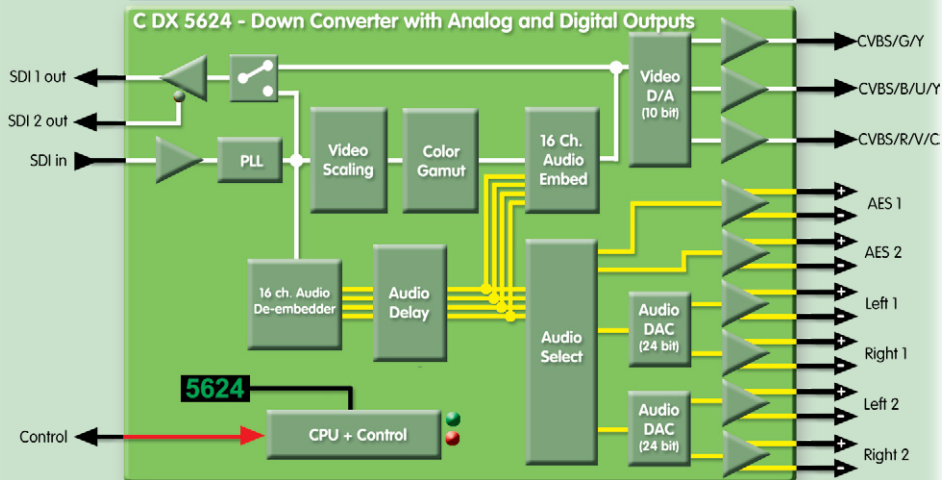 C DX 5624 - Down Converter with Analog and Digital Outputs
SDI 1 out
SDI 2 out
SDI in
PLL
Video
Scaling
Color
Gamut
16 Ch.
Audio
Embed
Video
D/A
(10 bit)
CVBS/G/Y
CVBS/B/U/Y
CVBS/R/V/C
16 ch. Audio
De-embedder
Audio
Delay
Audio
Select
Audio
DAC
(24 bit)
Audio
DAC
(24 bit)
+
-
AES 1
+
-
AES 2
+
-
Left 1
+
-
Right 1
+
-
Left 2
+
-
Right 2
5624
Control
CPU + Control